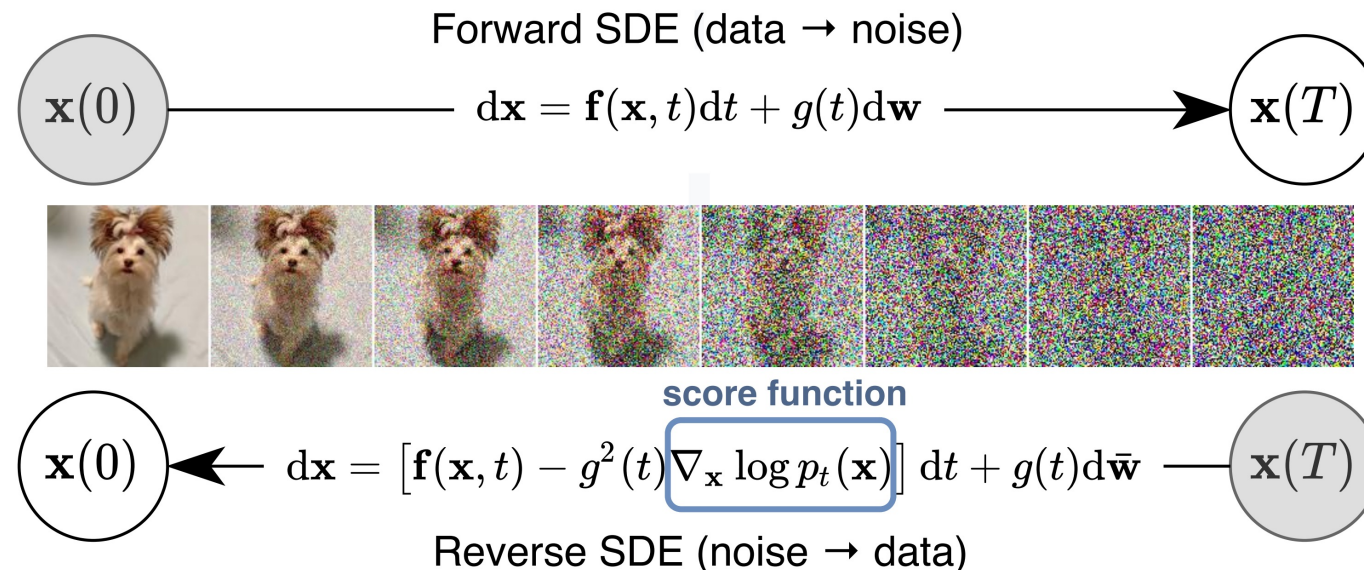 Forward SDE (data → noise)
x(0) dx = f(x, t)dt + g(t)dw x(T)
score function
x(0) dx = [f(x, t) − g²(t)∇ₓ log pₜ(x)] dt + g(t)dw̄ x(T)
Reverse SDE (noise → data)